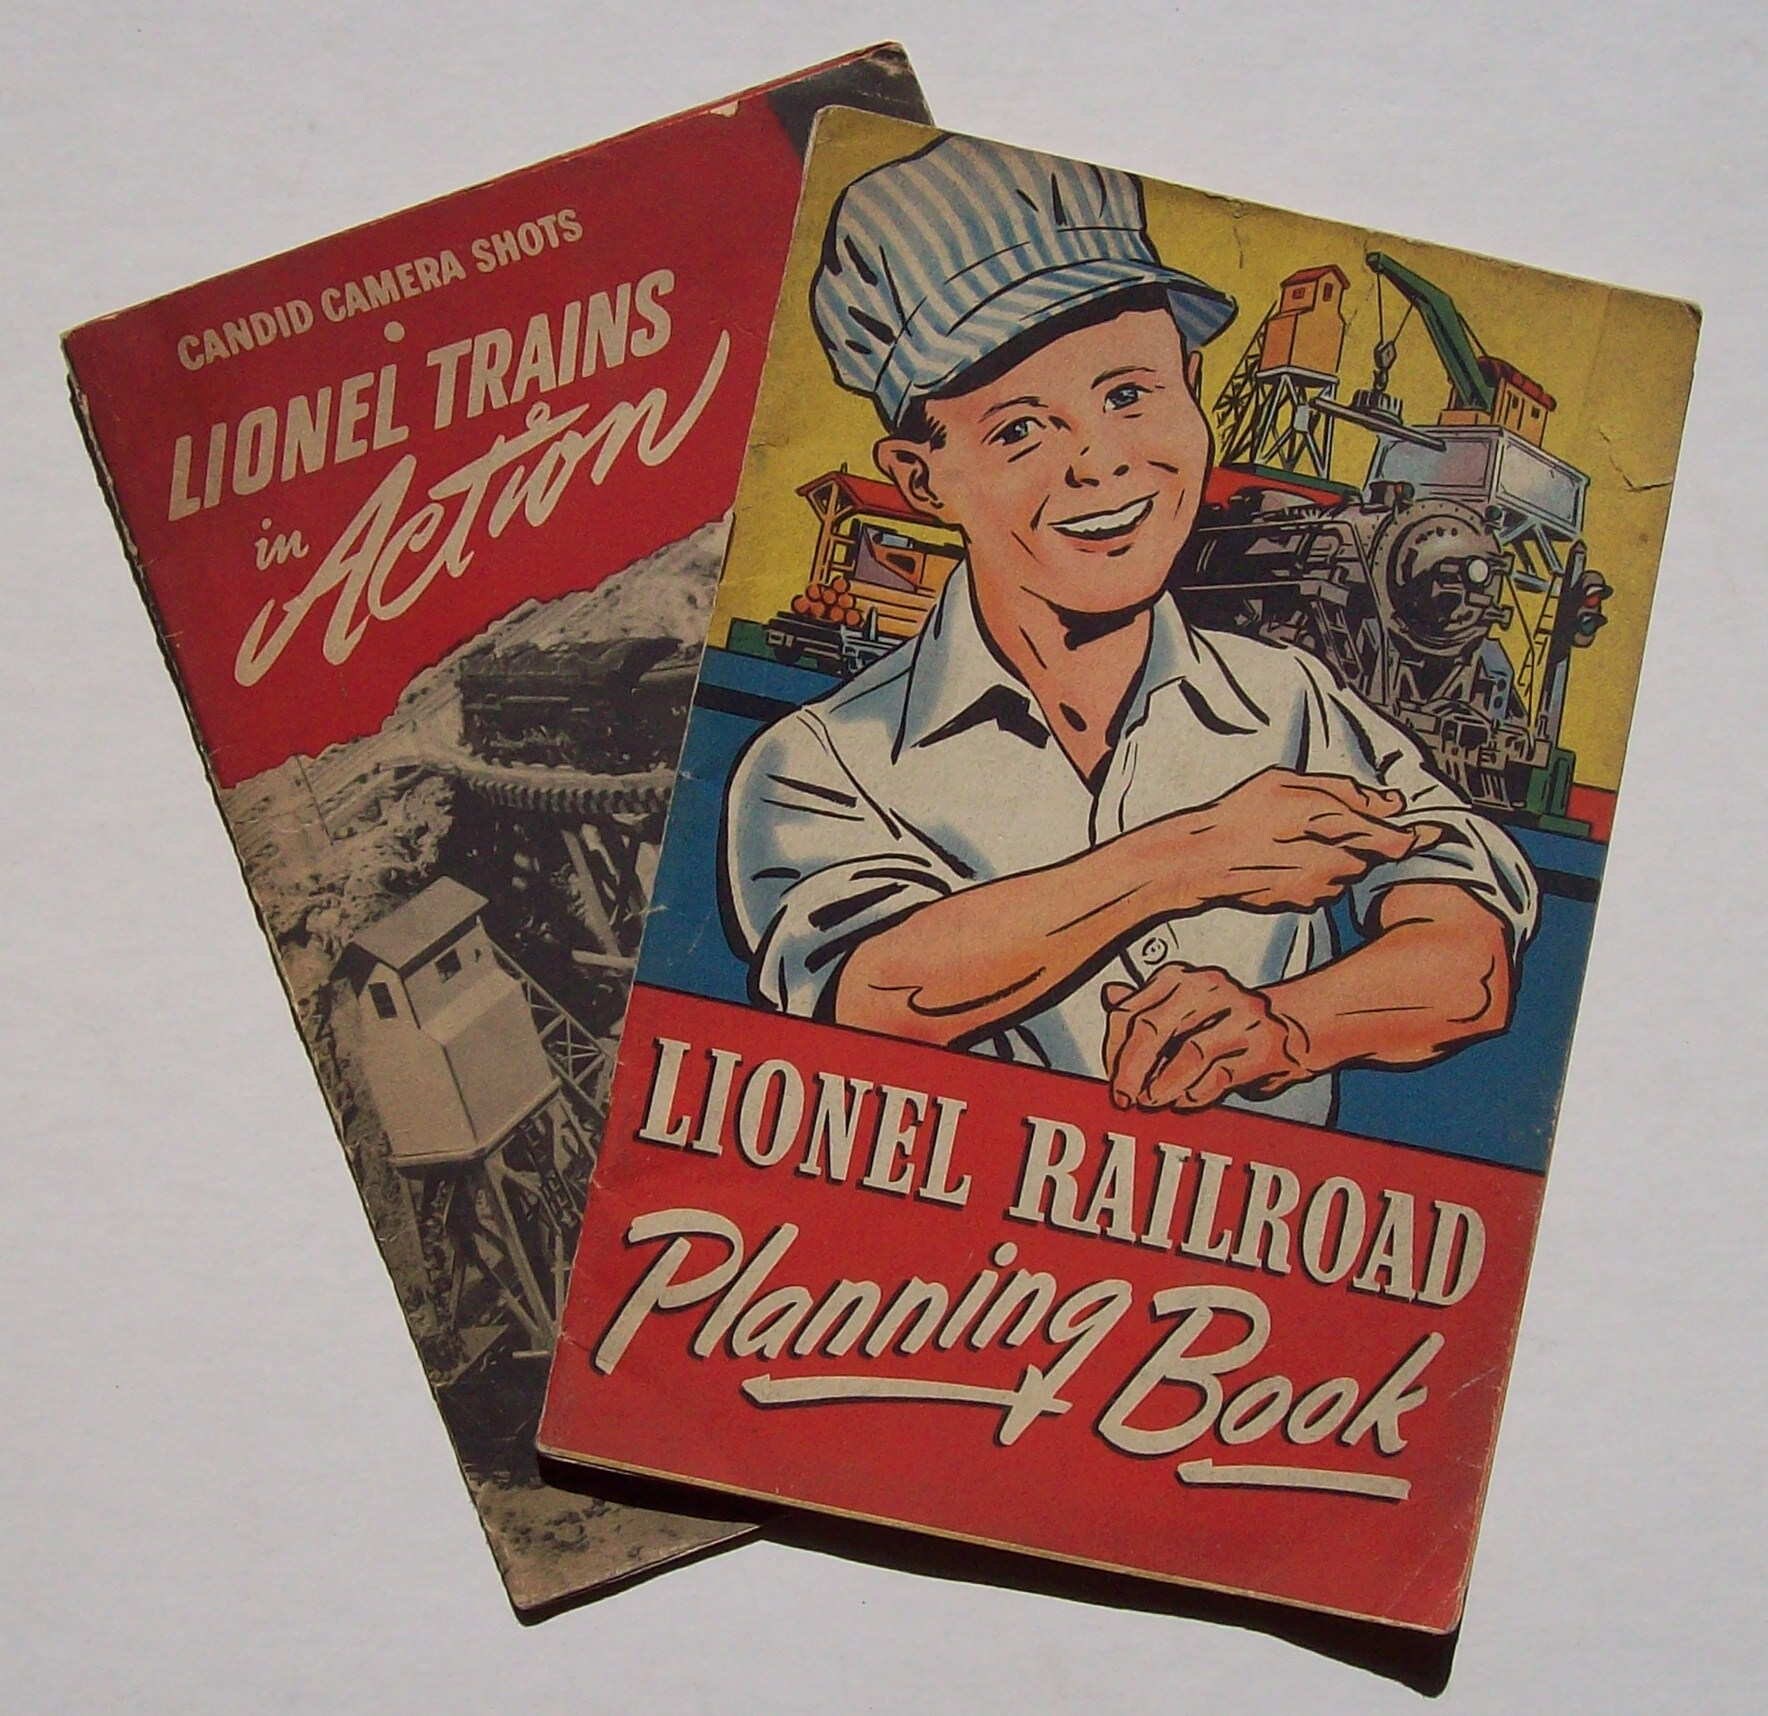 CANDID CAMERA SHOTS
LIONEL TRAINS
in Action
LIONEL RAILROAD
Planning Book